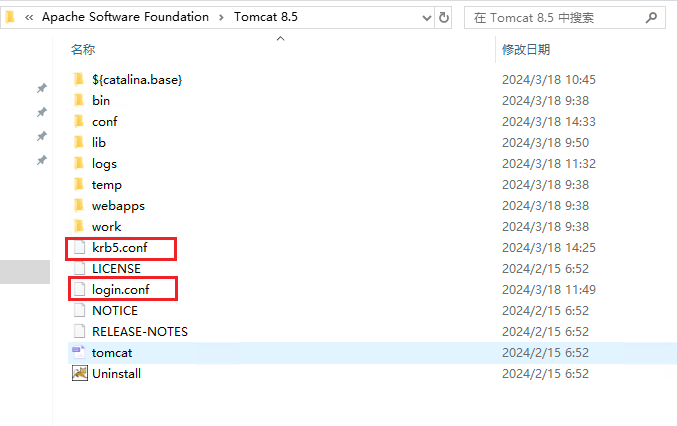 « Apache Software Foundation > Tomcat 8.5
在 Tomcat 8.5 中搜索
名称 修改日期
${catalina.base} 2024/3/18 10:45
bin 2024/3/18 9:38
conf 2024/3/18 14:33
lib 2024/3/18 9:50
logs 2024/3/18 11:32
temp 2024/3/18 9:38
webapps 2024/3/18 9:38
work 2024/3/18 9:38
krb5.conf 2024/3/18 14:25
LICENSE 2024/2/15 6:52
login.conf 2024/3/18 11:49
NOTICE 2024/2/15 6:52
RELEASE-NOTES 2024/2/15 6:52
tomcat 2024/2/15 6:52
Uninstall 2024/2/15 6:52